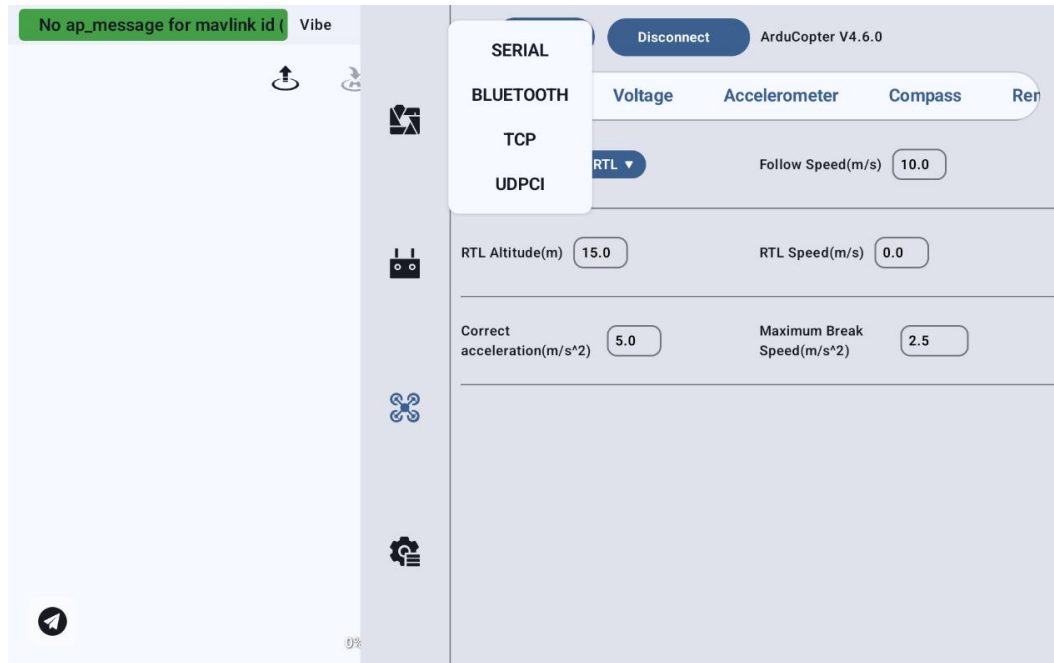 No ap_message for mavlink id (
Vibe
SERIAL
BLUETOOTH
TCP
UDPCI
Disconnect
ArduCopter V4.6.0
Voltage
Accelerometer
Compass
RTL ▼
Follow Speed(m/s) 10.0
RTL Altitude(m) 15.0
RTL Speed(m/s) 0.0
Correct
acceleration(m/s^2) 5.0
Maximum Break
Speed(m/s^2) 2.5
0%